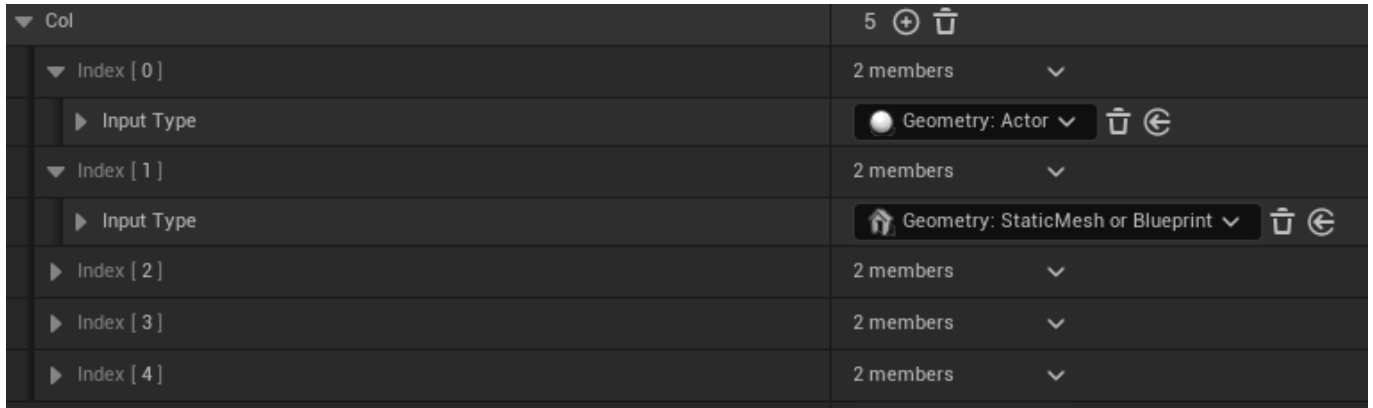 Col 5
Index [ 0 ] 2 members
Input Type Geometry: Actor
Index [ 1 ] 2 members
Input Type Geometry: StaticMesh or Blueprint
Index [ 2 ] 2 members
Index [ 3 ] 2 members
Index [ 4 ] 2 members